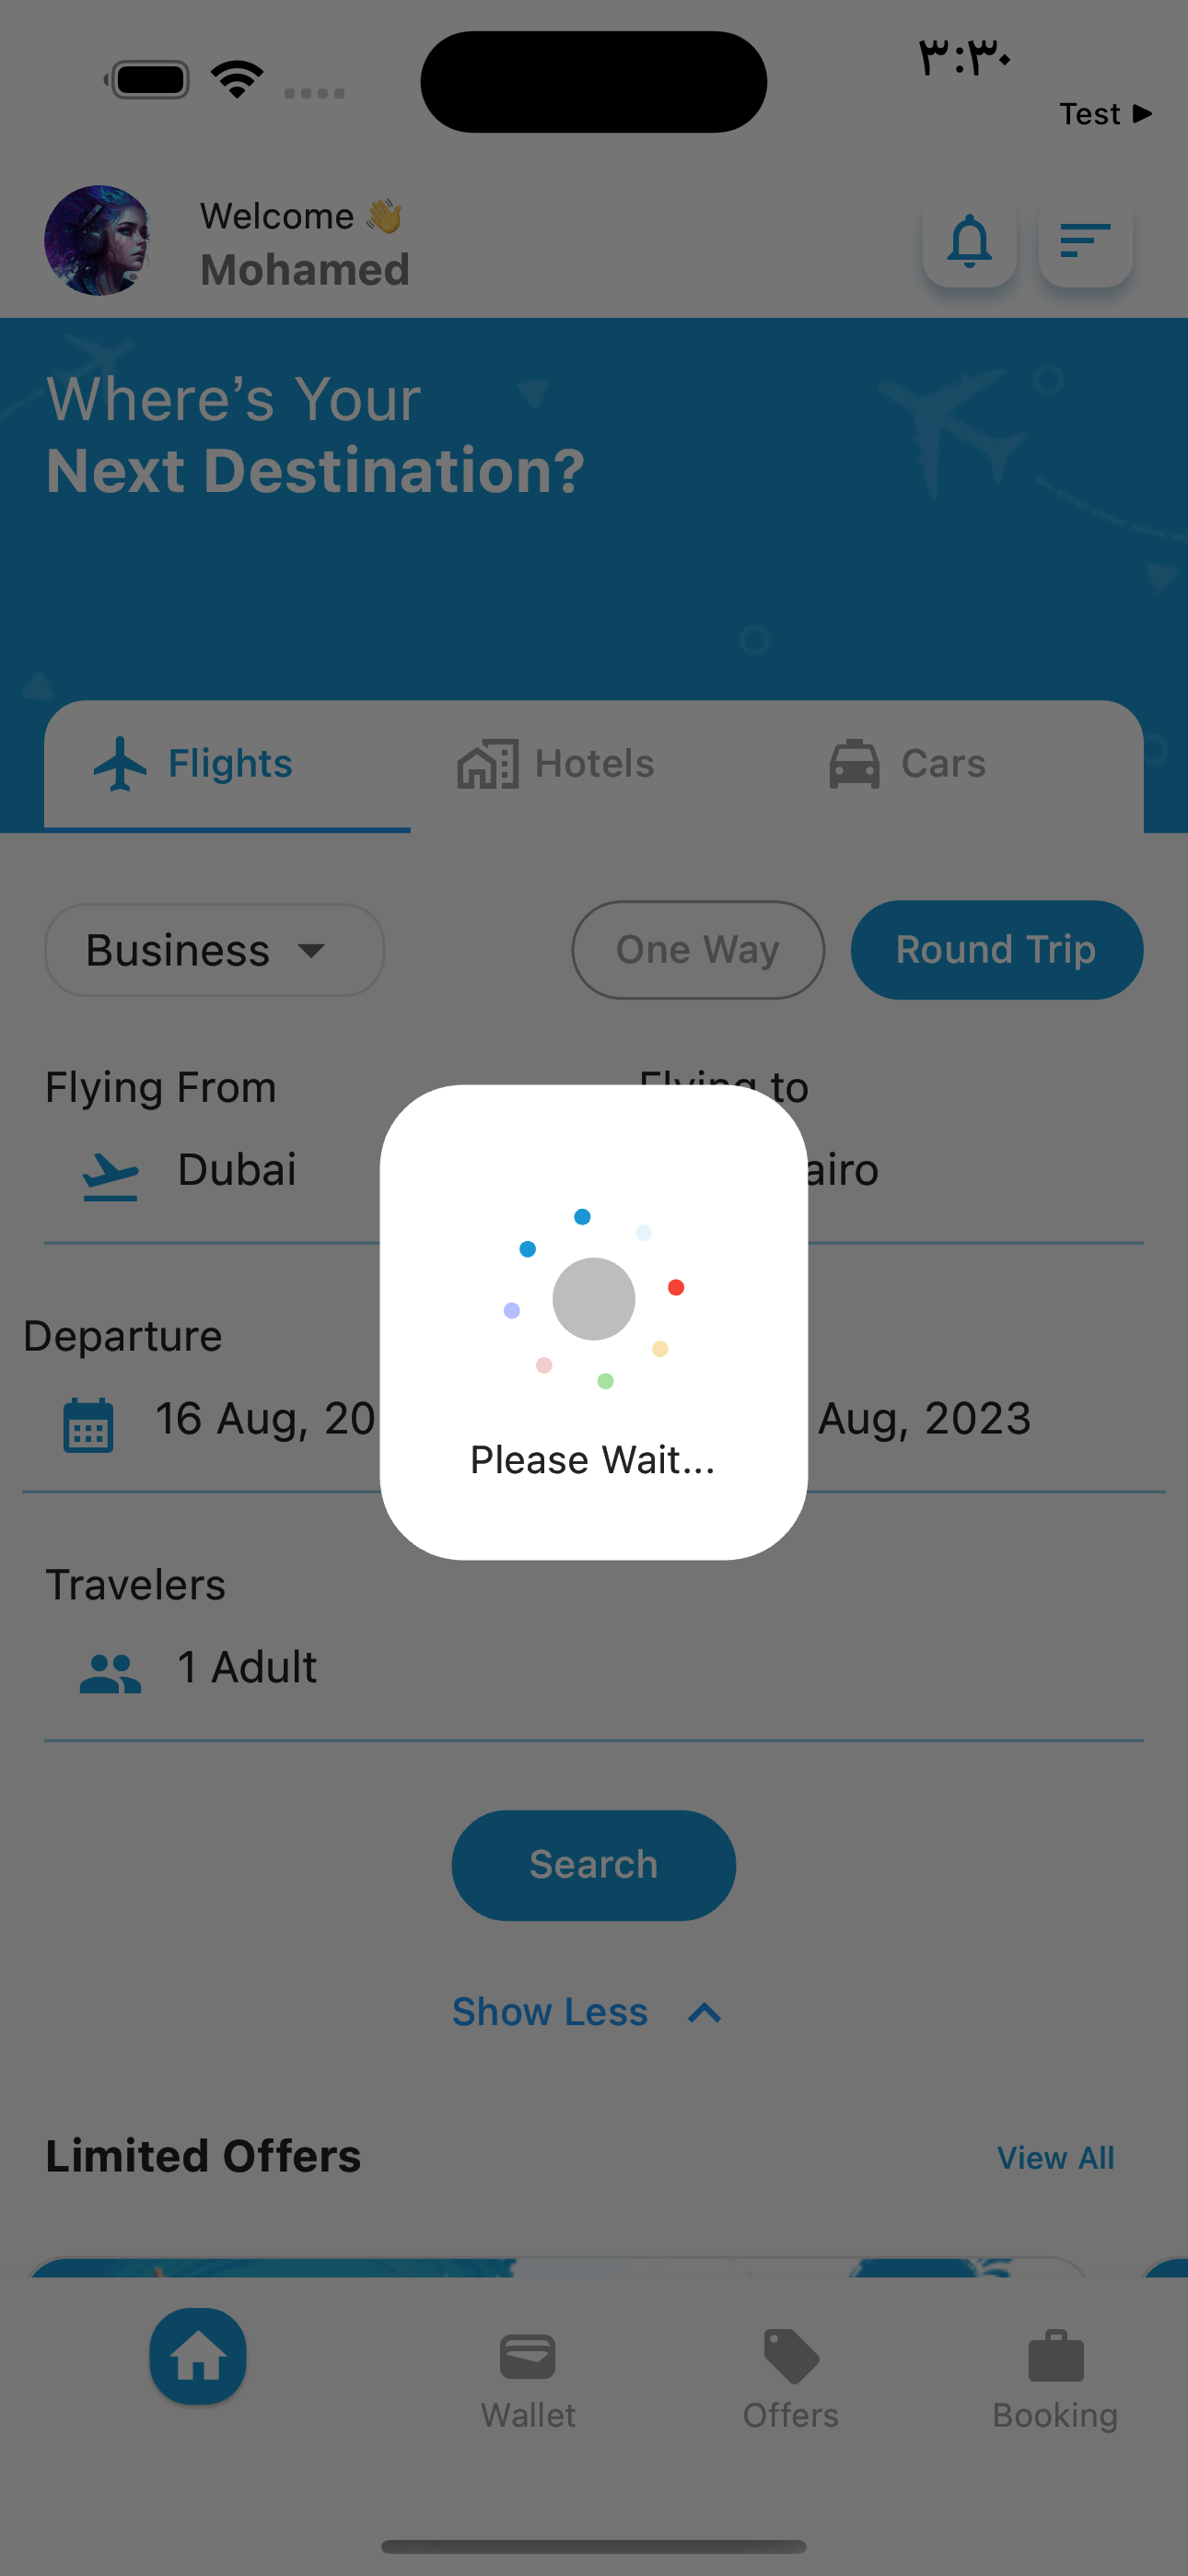 ٣:٣٠
Test
Welcome 👋
Mohamed
Where’s Your
Next Destination?
Flights
Hotels
Cars
Business
One Way
Round Trip
Flying From
Flying to
Dubai
airo
Departure
16 Aug, 20
Aug, 2023
Please Wait...
Travelers
1 Adult
Search
Show Less
Limited Offers
View All
Wallet
Offers
Booking